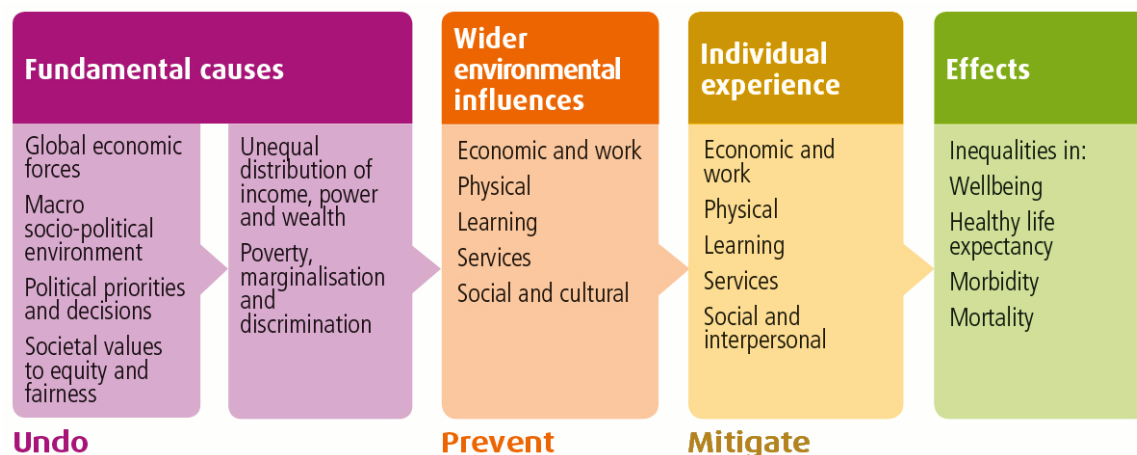 Fundamental causes
Global economic
forces
Macro
socio-political
environment
Political priorities
and decisions
Societal values
to equity and
fairness
Unequal
distribution of
income, power
and wealth
Poverty,
marginalisation
and
discrimination
Undo
Wider
environmental
influences
Economic and work
Physical
Learning
Services
Social and cultural
Prevent
Individual
experience
Economic and
work
Physical
Learning
Services
Social and
interpersonal
Mitigate
Effects
Inequalities in:
Wellbeing
Healthy life
expectancy
Morbidity
Mortality